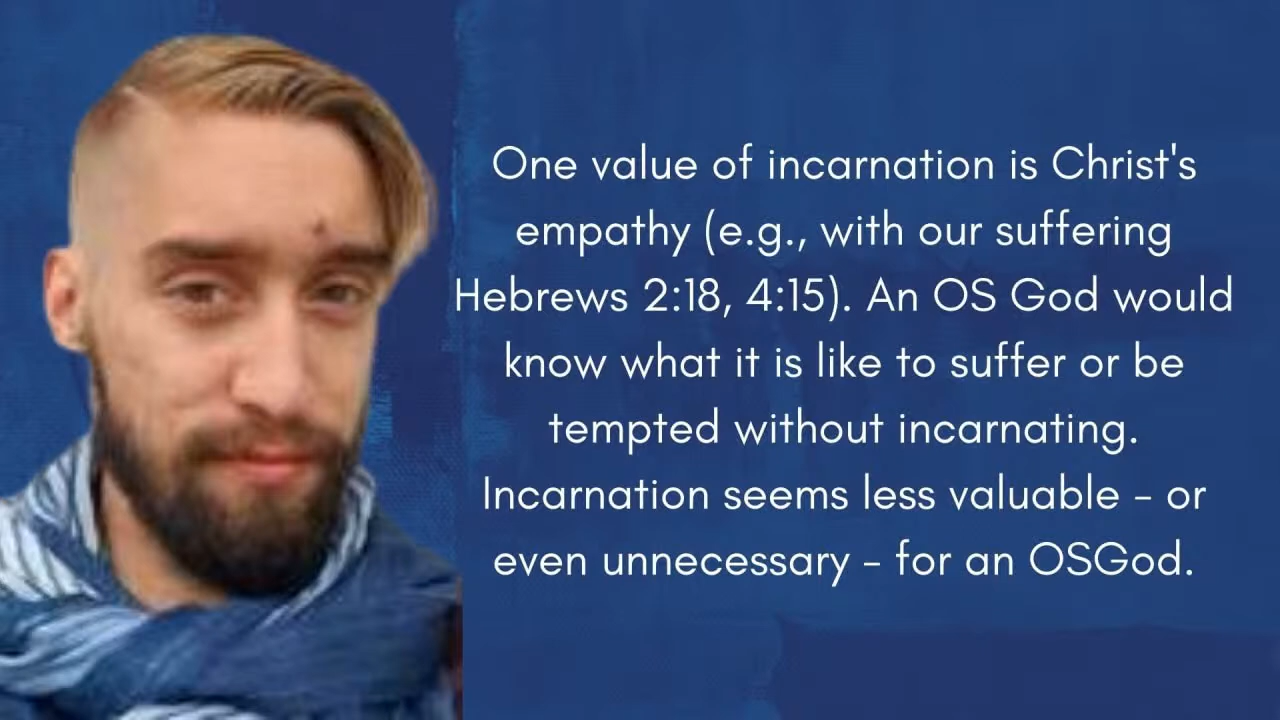 One value of incarnation is Christ's
empathy (e.g., with our suffering
Hebrews 2:18, 4:15). An OS God would
know what it is like to suffer or be
tempted without incarnating.
Incarnation seems less valuable - or
even unnecessary - for an OSGod.